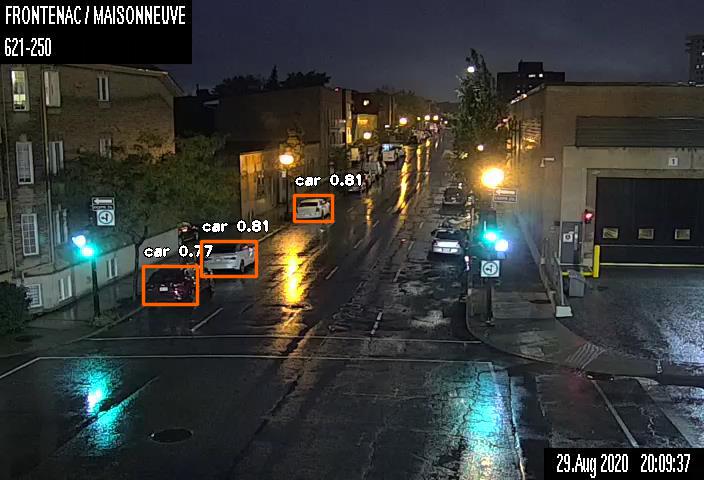 FRONTENAC / MAISONNEUVE
621-250
car 0.81
car 0.81
car 0.77
1
29.Aug 2020 20:09:37